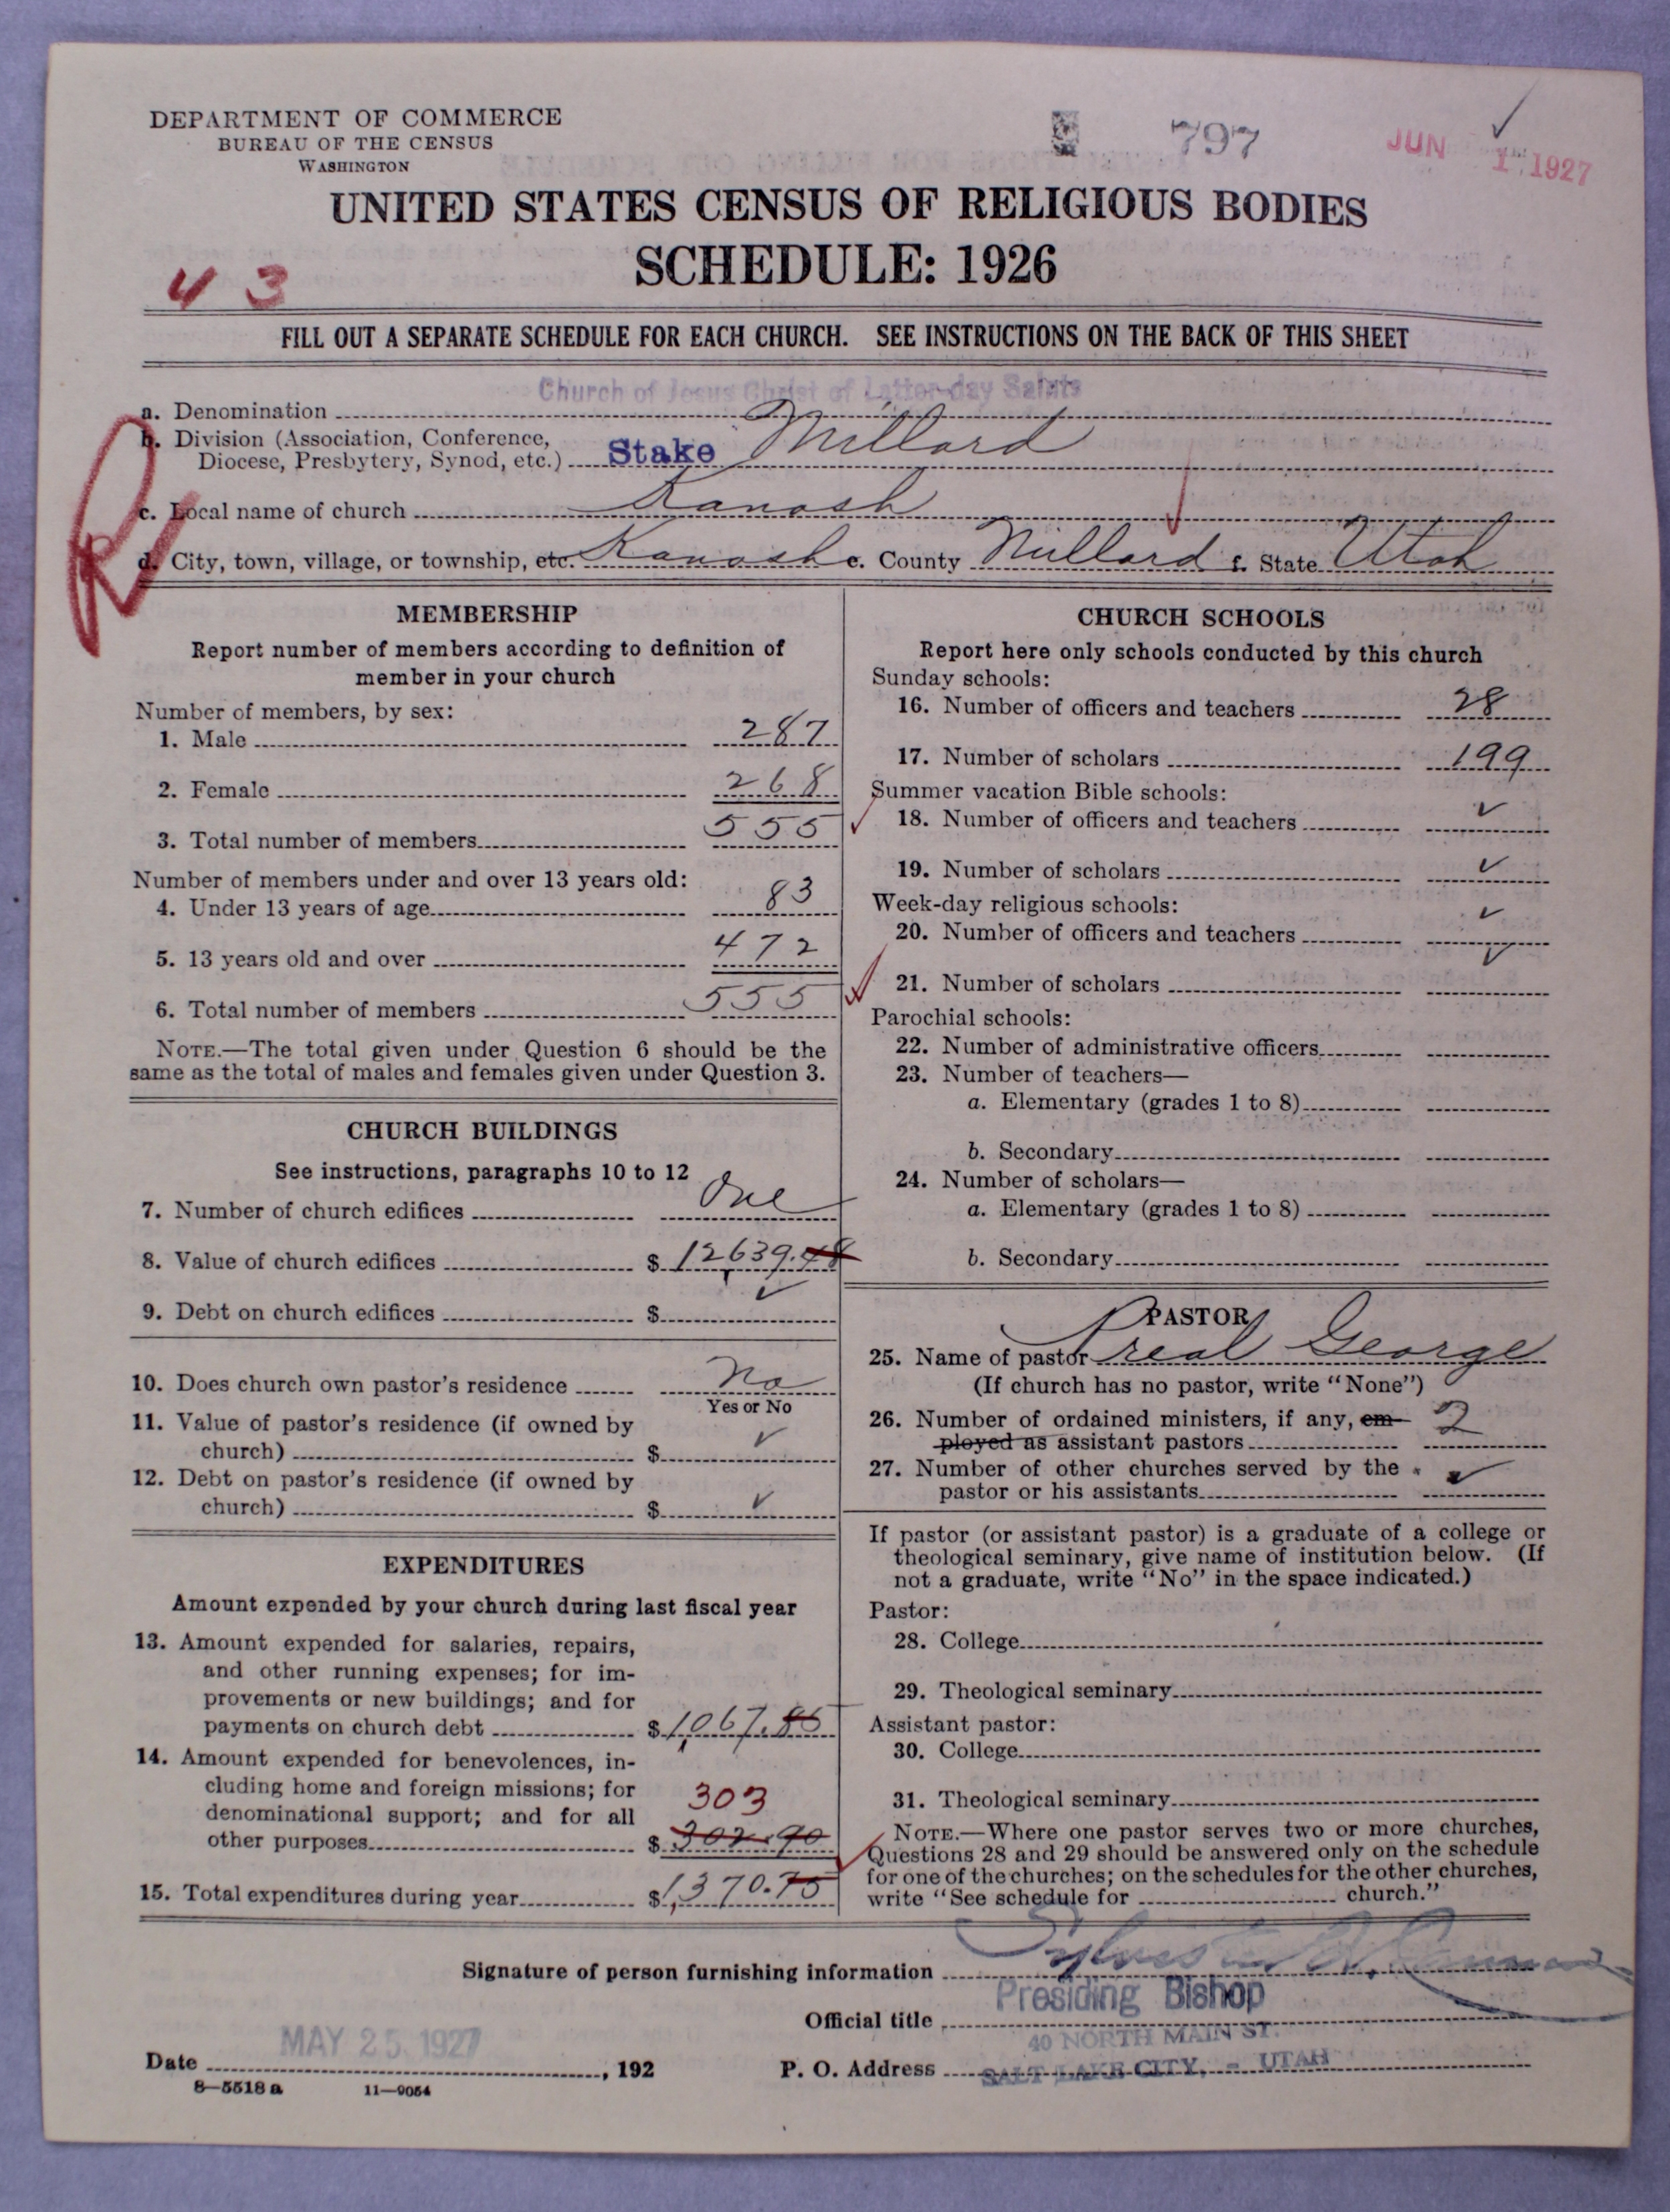 DEPARTMENT OF COMMERCE
BUREAU OF THE CENSUS
WASHINGTON
797
JUN 1 1927
UNITED STATES CENSUS OF RELIGIOUS BODIES
SCHEDULE: 1926
43
FILL OUT A SEPARATE SCHEDULE FOR EACH CHURCH. SEE INSTRUCTIONS ON THE BACK OF THIS SHEET
Church of Jesus Christ of Latter-day Saints
a. Denomination
b. Division (Association, Conference,
Diocese, Presbytery, Synod, etc.) Stake Millard
c. Local name of church Kanosh
d. City, town, village, or township, etc. Kanosh e. County Millard f. State Utah
R
MEMBERSHIP
Report number of members according to definition of
member in your church
Number of members, by sex:
1. Male 287
2. Female 268
3. Total number of members 555
Number of members under and over 13 years old:
4. Under 13 years of age 83
5. 13 years old and over 472
6. Total number of members 555
NOTE.—The total given under Question 6 should be the
same as the total of males and females given under Question 3.
CHURCH BUILDINGS
See instructions, paragraphs 10 to 12
7. Number of church edifices One
8. Value of church edifices $ 12639.48
9. Debt on church edifices $ ✓
10. Does church own pastor's residence No
Yes or No
11. Value of pastor's residence (if owned by
church) $ ✓
12. Debt on pastor's residence (if owned by
church) $ ✓
EXPENDITURES
Amount expended by your church during last fiscal year
13. Amount expended for salaries, repairs,
and other running expenses; for im-
provements or new buildings; and for
payments on church debt $ 1,067.85
14. Amount expended for benevolences, in-
cluding home and foreign missions; for
denominational support; and for all 303
other purposes $ 302.90
15. Total expenditures during year $ 1,370.75
CHURCH SCHOOLS
Report here only schools conducted by this church
Sunday schools:
16. Number of officers and teachers 28
17. Number of scholars 199
Summer vacation Bible schools:
18. Number of officers and teachers ✓
19. Number of scholars ✓
Week-day religious schools:
20. Number of officers and teachers ✓
21. Number of scholars ✓
Parochial schools:
22. Number of administrative officers
23. Number of teachers—
a. Elementary (grades 1 to 8)
b. Secondary
24. Number of scholars—
a. Elementary (grades 1 to 8)
b. Secondary
PASTOR
25. Name of pastor Preal George
(If church has no pastor, write "None")
26. Number of ordained ministers, if any, em- 2
ployed as assistant pastors
27. Number of other churches served by the ✓
pastor or his assistants
If pastor (or assistant pastor) is a graduate of a college or
theological seminary, give name of institution below. (If
not a graduate, write "No" in the space indicated.)
Pastor:
28. College
29. Theological seminary
Assistant pastor:
30. College
31. Theological seminary
NOTE.—Where one pastor serves two or more churches,
Questions 28 and 29 should be answered only on the schedule
for one of the churches; on the schedules for the other churches,
write "See schedule for church."
Signature of person furnishing information Sylvester Q. Cannon
Official title Presiding Bishop
MAY 25 1927
Date , 192
40 NORTH MAIN ST.
P. O. Address SALT LAKE CITY, - UTAH
8—5518 a 11—9054